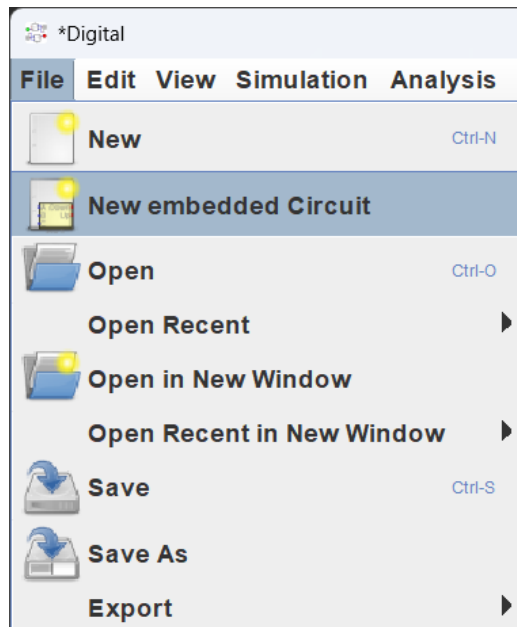 *Digital
File Edit View Simulation Analysis
New Ctrl-N
New embedded Circuit
Open Ctrl-O
Open Recent
Open in New Window
Open Recent in New Window
Save Ctrl-S
Save As
Export